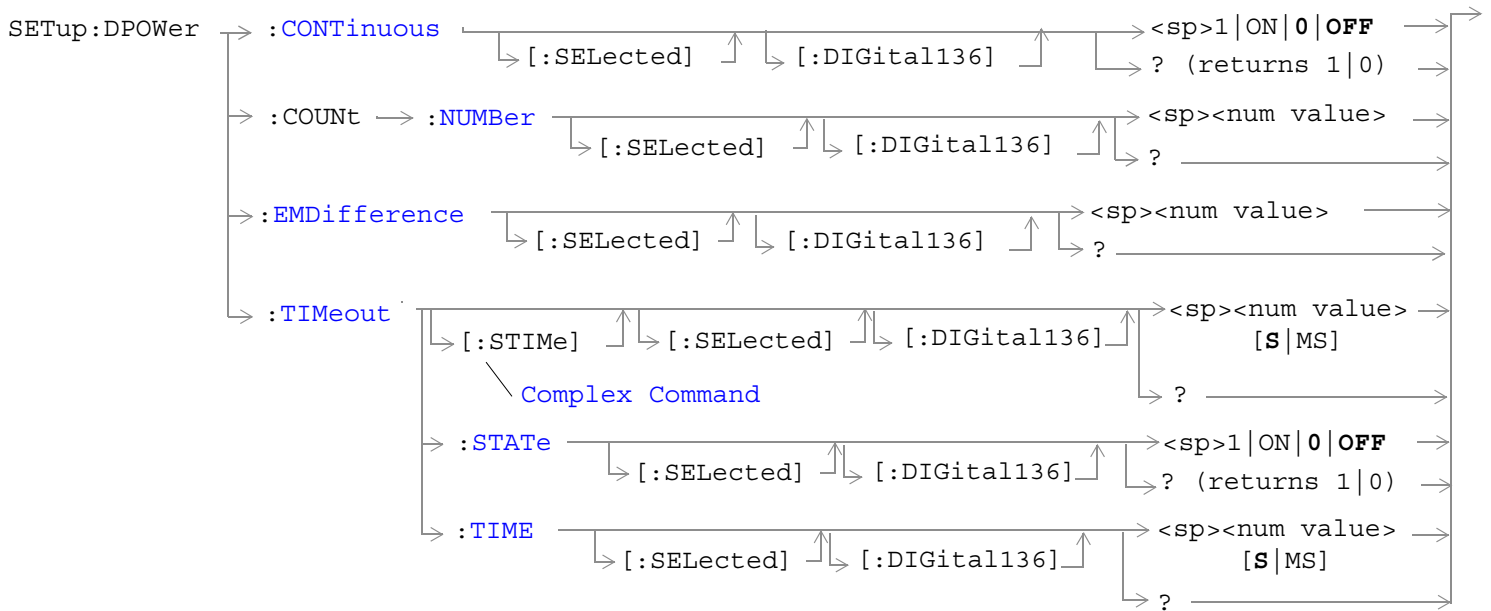 SETup:DPOWer :CONTinuous <sp>1|ON|0|OFF
[:SELected] [:DIGital136] ? (returns 1|0)
:COUNt :NUMBer <sp><num value>
[:SELected] [:DIGital136] ?
:EMDifference <sp><num value>
[:SELected] [:DIGital136] ?
:TIMeout <sp><num value>
[:STIMe] [:SELected] [:DIGital136] [S|MS]
Complex Command ?
:STATe <sp>1|ON|0|OFF
[:SELected] [:DIGital136] ? (returns 1|0)
:TIME <sp><num value>
[:SELected] [:DIGital136] [S|MS]
?